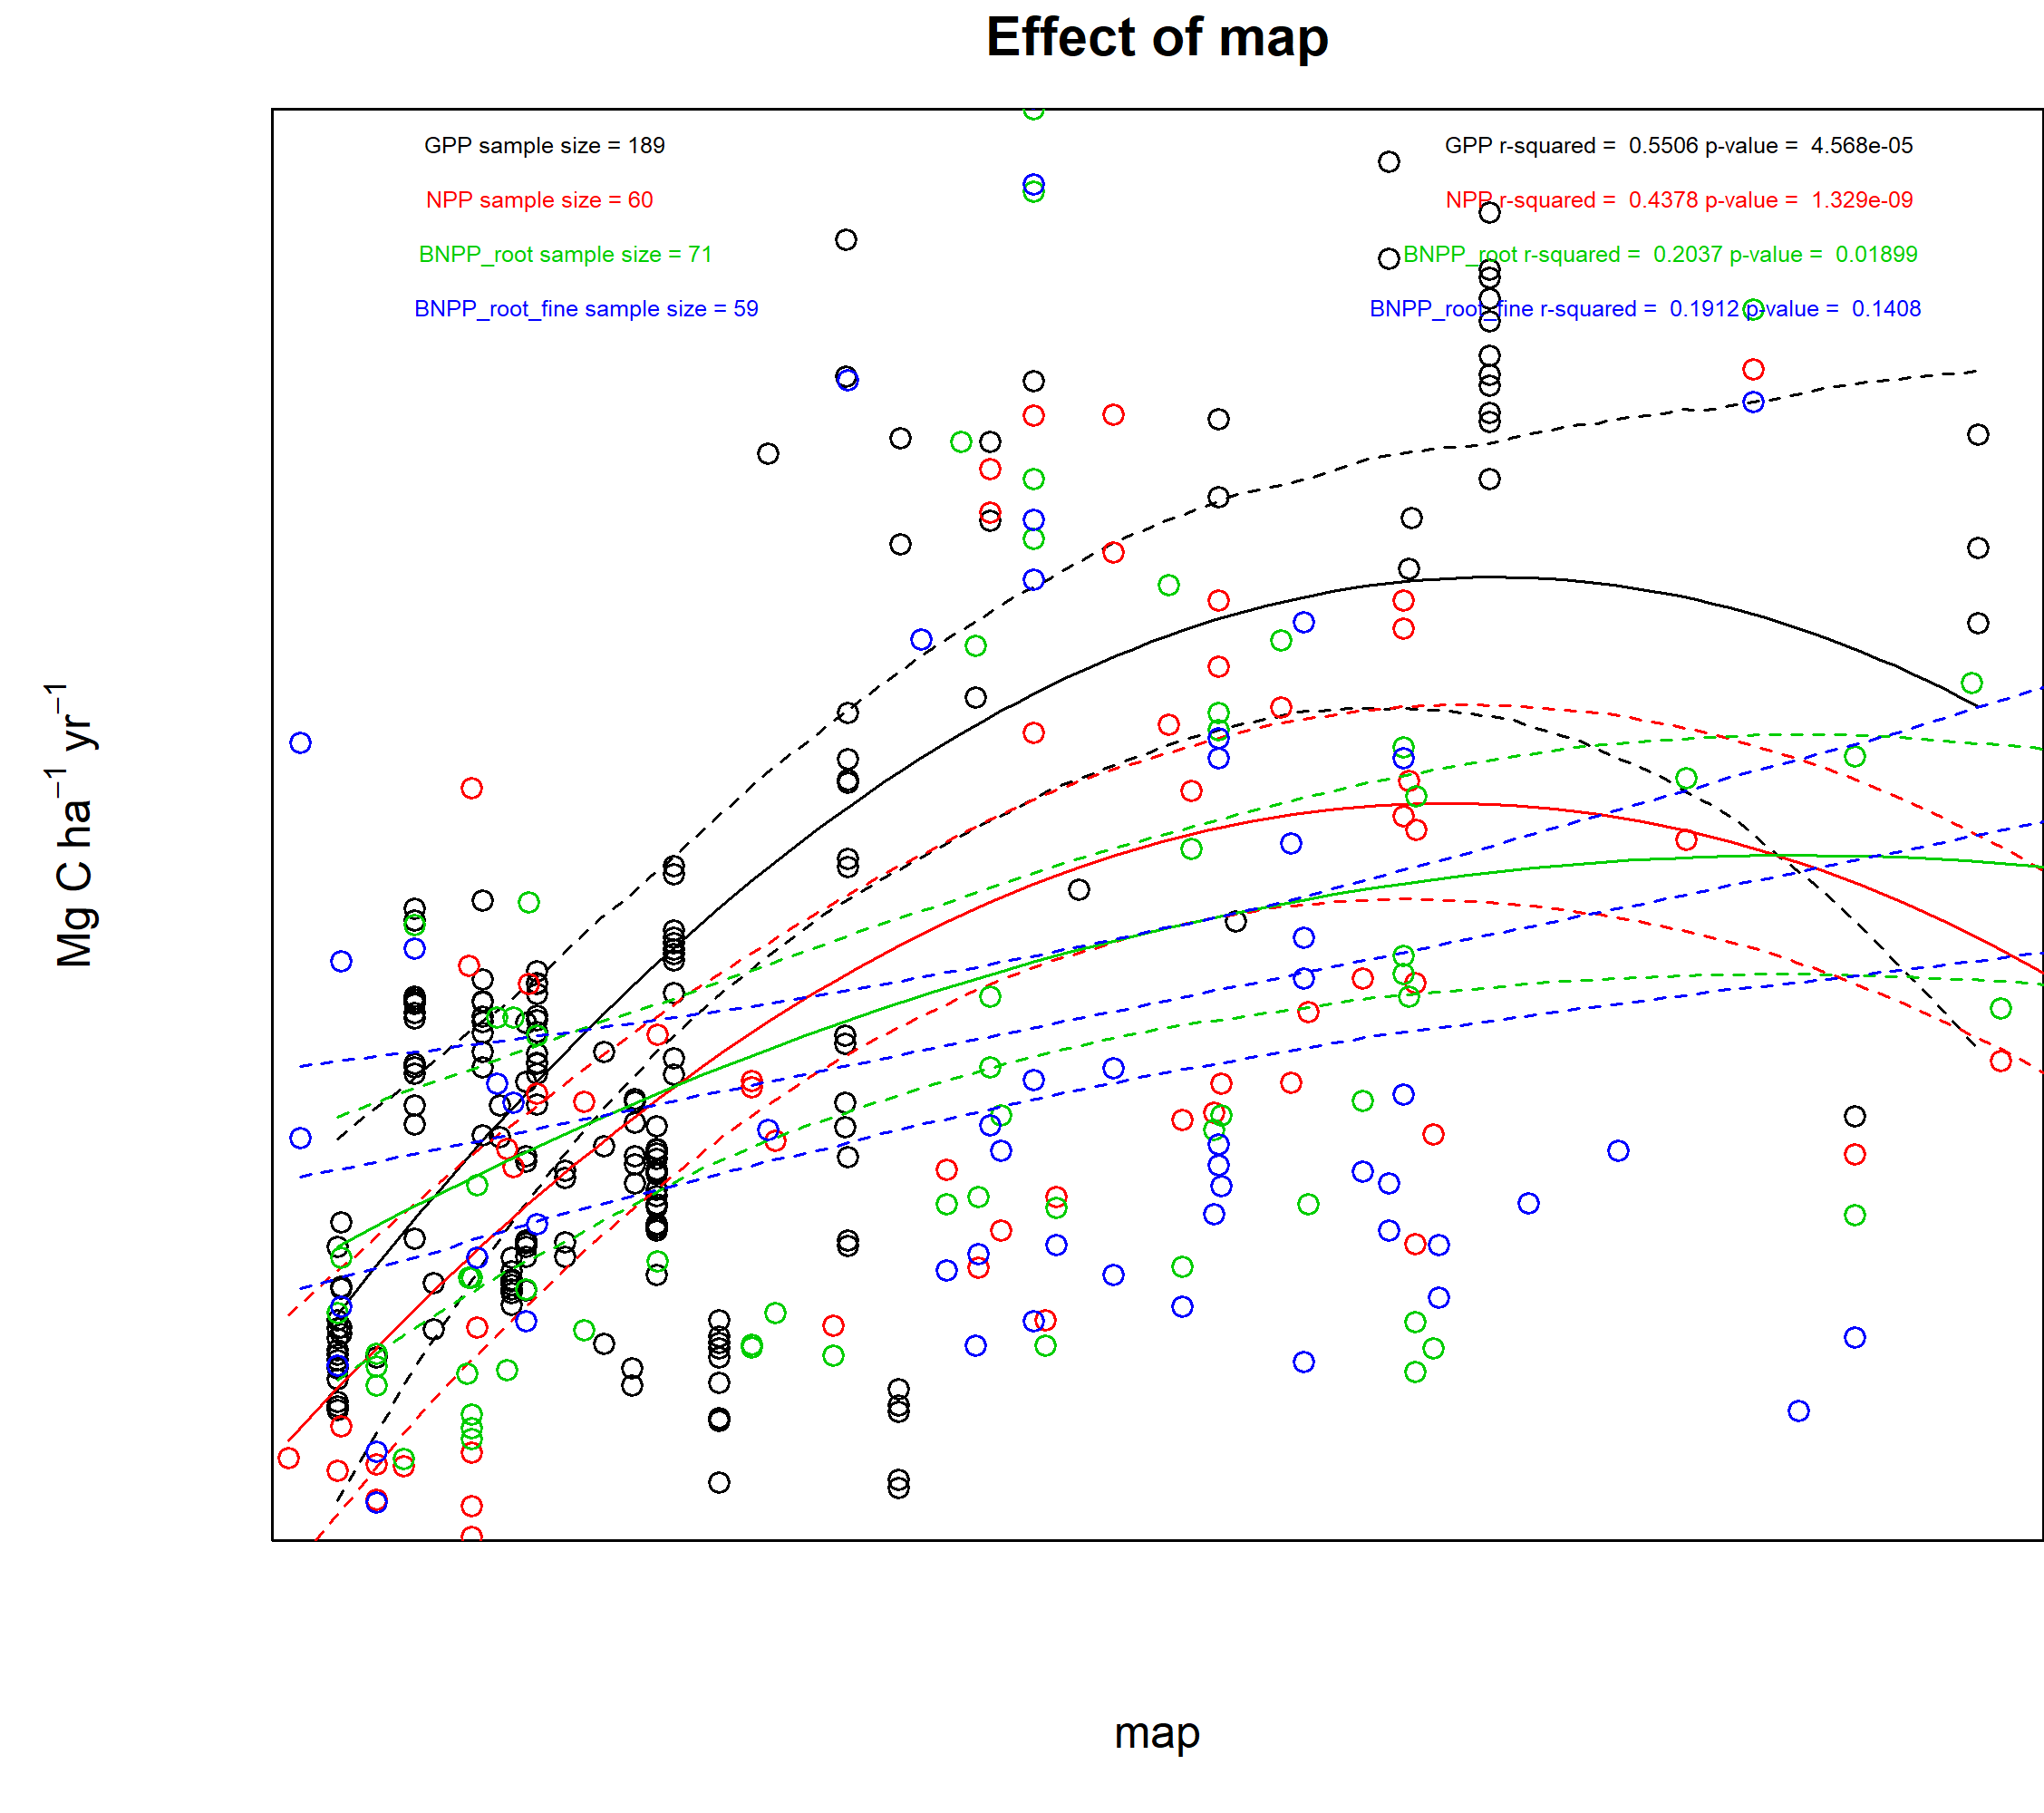 Effect of map
GPP sample size = 189
NPP sample size = 60
BNPP_root sample size = 71
BNPP_root_fine sample size = 59
GPP r-squared = 0.5506 p-value = 4.568e-05
NPP r-squared = 0.4378 p-value = 1.329e-09
BNPP_root r-squared = 0.2037 p-value = 0.01899
BNPP_root_fine r-squared = 0.1912 p-value = 0.1408
Mg C ha⁻¹ yr⁻¹
map